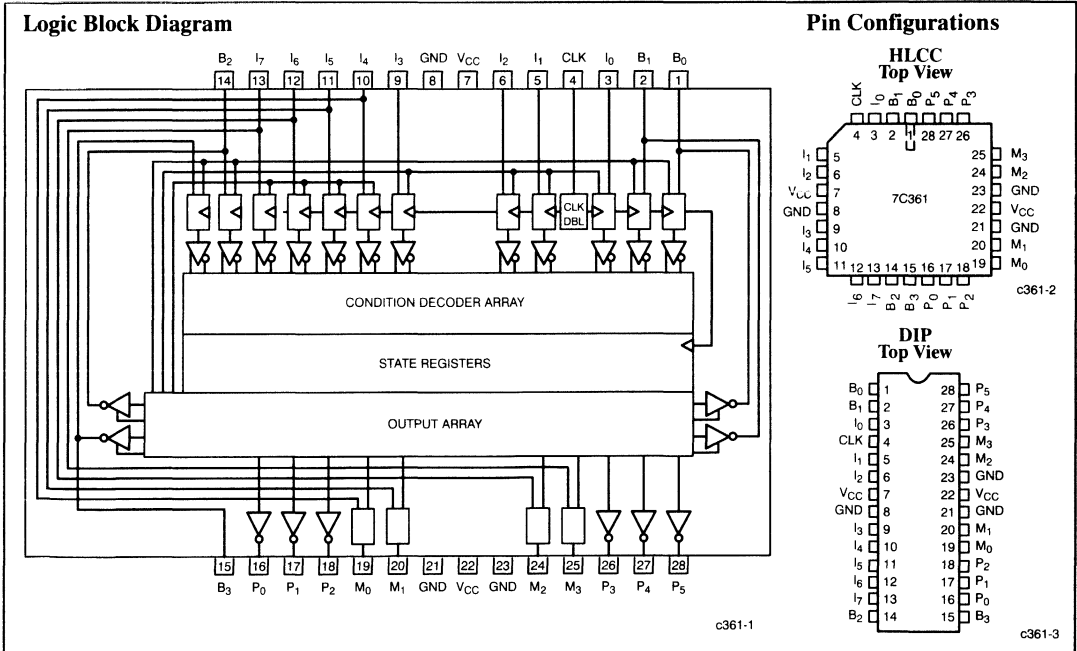 Logic Block Diagram
B2 I7 I6 I5 I4 I3 GND VCC I2 I1 CLK I0 B1 B0
14 13 12 11 10 9 8 7 6 5 4 3 2 1
CLK DBL
CONDITION DECODER ARRAY
STATE REGISTERS
OUTPUT ARRAY
15 16 17 18 19 20 21 22 23 24 25 26 27 28
B3 P0 P1 P2 M0 M1 GND VCC GND M2 M3 P3 P4 P5
c361-1
Pin Configurations
HLCC
Top View
CLK I0 B1 B0 P5 P4 P3
4 3 2 1 28 27 26
I1 5 25 M3
I2 6 24 M2
VCC 7 7C361 23 GND
GND 8 22 VCC
I3 9 21 GND
I4 10 20 M1
I5 11 12 13 14 15 16 17 18 19 M0
I6 I7 B2 B3 P0 P1 P2
c361-2
DIP
Top View
B0 1 28 P5
B1 2 27 P4
I0 3 26 P3
CLK 4 25 M3
I1 5 24 M2
I2 6 23 GND
VCC 7 22 VCC
GND 8 21 GND
I3 9 20 M1
I4 10 19 M0
I5 11 18 P2
I6 12 17 P1
I7 13 16 P0
B2 14 15 B3
c361-3